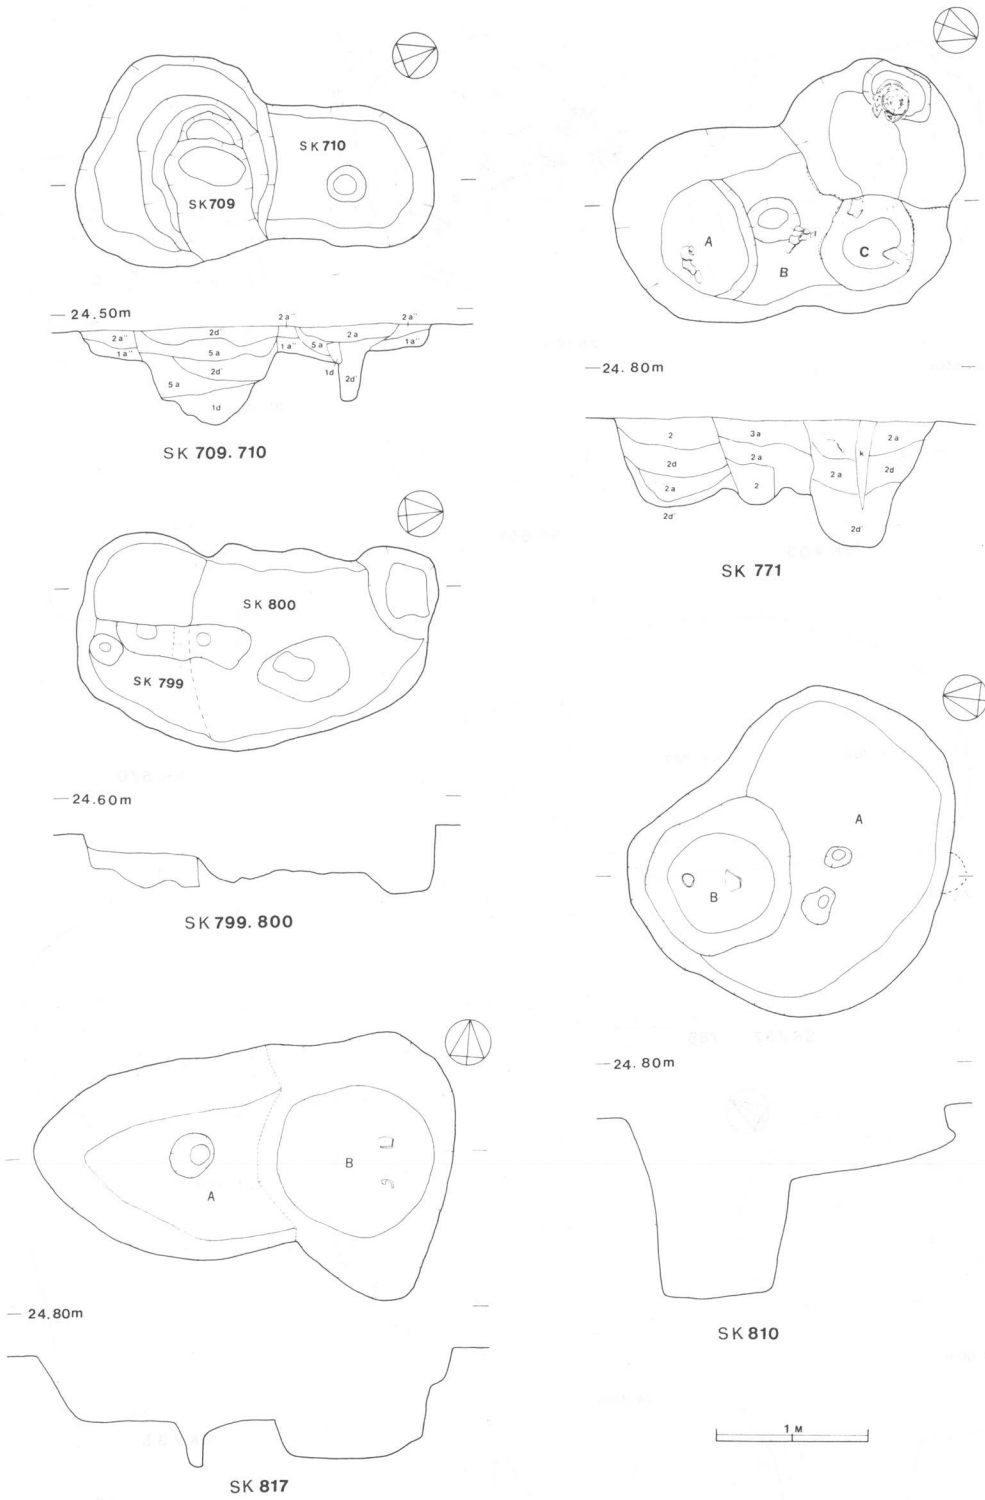 SK 710
SK 709
24.50m
2a'' 2a''
2a'' 2d' 2a
1a'' 5a 1a'' 5a 1a''
2d' 1d 2d'
5a
1d
SK 709. 710
A
B
C
24. 80m
2 3a 2a
2d 2a k 2d
2a 2 2a
2d' 2d'
SK 771
SK 800
SK 799
24.60m
SK 799. 800
A
B
24. 80m
SK 810
B
A
24.80m
SK 817
1 M